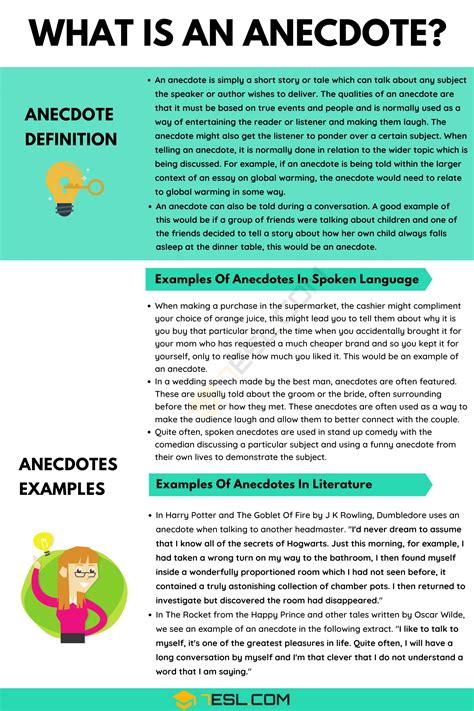 WHAT IS AN ANECDOTE?
ANECDOTE
DEFINITION
• An anecdote is simply a short story or tale which can talk about any subject
the speaker or author wishes to deliver. The qualities of an anecdote are
that it must be based on true events and people and is normally used as a
way of entertaining the reader or listener and making them laugh. The
anecdote might also get the listener to ponder over a certain subject. When
telling an anecdote, it is normally done in relation to the wider topic which is
being discussed. For example, if an anecdote is being told within the larger
context of an essay on global warming, the anecdote would need to relate
to global warming in some way.
• An anecdote can also be told during a conversation. A good example of
this would be if a group of friends were talking about children and one of
the friends decided to tell a story about how her own child always falls
asleep at the dinner table, this would be an anecdote.
Examples Of Anecdotes In Spoken Language
• When making a purchase in the supermarket, the cashier might compliment
your choice of orange juice, this might lead you to tell them about why it is
you buy that particular brand, the time when you accidentally brought it for
your mom who has required a much cheaper brand and so you kept it for
yourself, only to realise how much you liked it. This would be an example of
an anecdote.
• In a wedding speech made by the best man, anecdotes are often featured.
These are usually told about the groom or the bride, often surrounding
before they met or how they met. These anecdotes are often used as a way to
make the audience laugh and allow them to better connect with the couple.
• Quite often, spoken anecdotes are used in stand up comedy with the
comedian discussing a particular subject and using a funny anecdote from
their own lives to demonstrate the subject.
ANECDOTES
EXAMPLES
Examples Of Anecdotes In Literature
• In Harry Potter and The Goblet Of Fire by J K Rowling, Dumbledore uses an
anecdote when talking to another headmaster. "I'd never dream to assume
that I know all of the secrets of Hogwarts. Just this morning, for example, I
had taken a wrong turn on my way to the bathroom, I then found myself
inside a wonderfully proportioned room which I had not seen before, it
contained a truly astonishing collection of chamber pots. I then returned to
investigate but discovered the room had disappeared."
• In The Rocket from the Happy Prince and other tales written by Oscar Wilde,
we see an example of an anecdote in the following extract. "I like to talk to
myself, it's one of the greatest pleasures in life. Quite often, I will have a
long conversation by myself and I'm that clever that I do not understand a
word that I am saying."
7ESL.COM
7ESL.COM